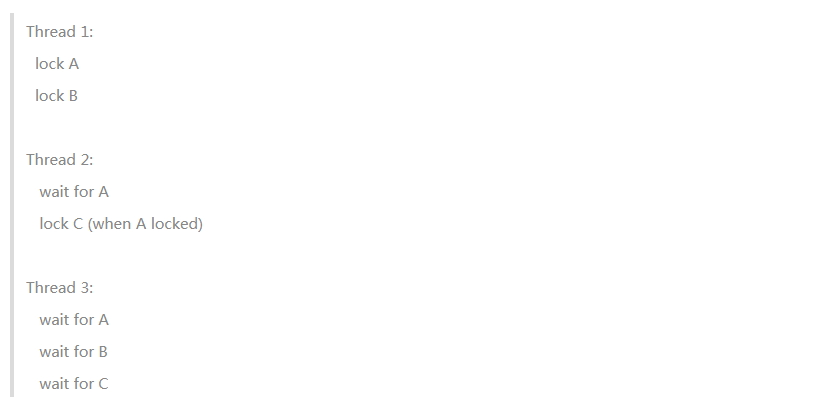 Thread 1:
lock A
lock B
Thread 2:
wait for A
lock C (when A locked)
Thread 3:
wait for A
wait for B
wait for C